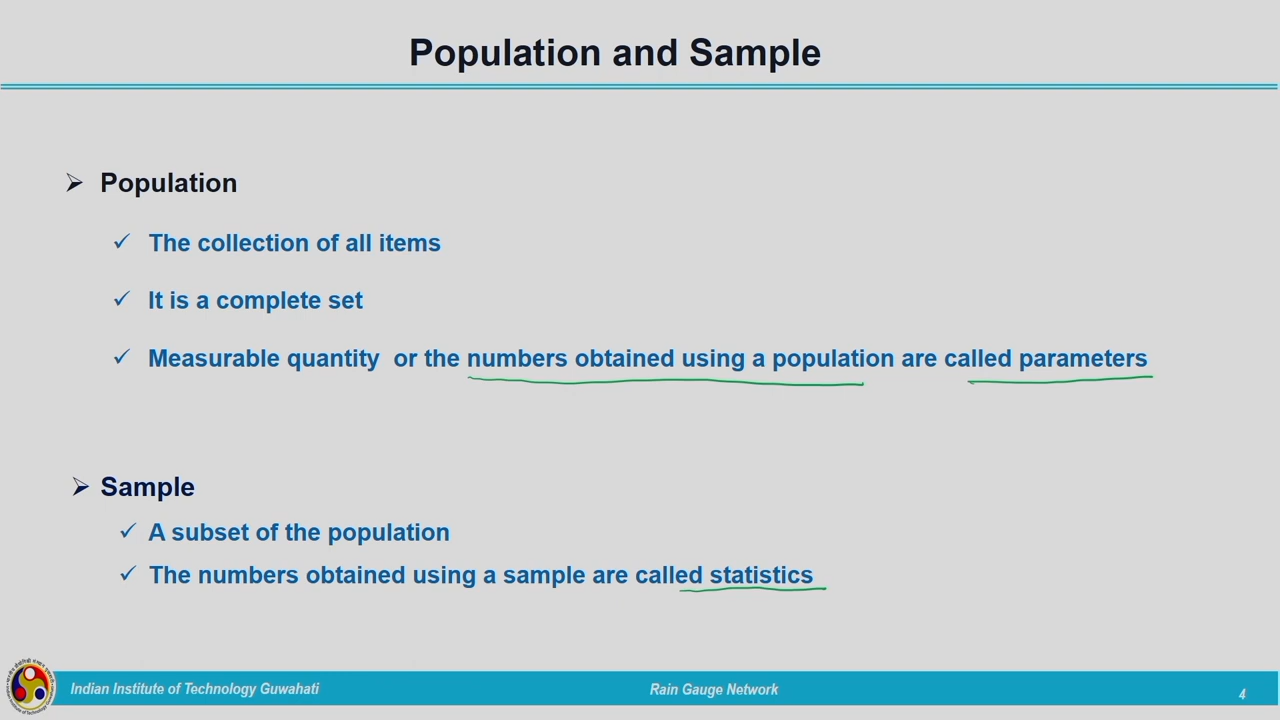 Population and Sample
Population
The collection of all items
It is a complete set
Measurable quantity or the numbers obtained using a population are called parameters
Sample
A subset of the population
The numbers obtained using a sample are called statistics
Indian Institute of Technology Guwahati
Rain Gauge Network
4